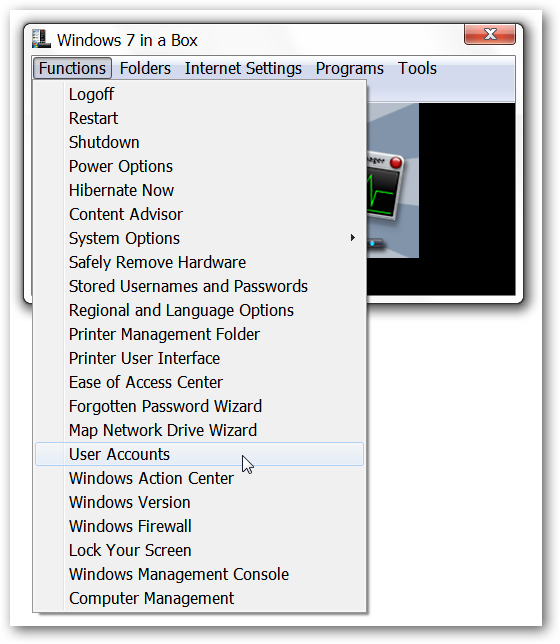 Windows 7 in a Box
Functions Folders Internet Settings Programs Tools
Logoff
Restart
Shutdown
Power Options
Hibernate Now
Content Advisor
System Options
Safely Remove Hardware
Stored Usernames and Passwords
Regional and Language Options
Printer Management Folder
Printer User Interface
Ease of Access Center
Forgotten Password Wizard
Map Network Drive Wizard
User Accounts
Windows Action Center
Windows Version
Windows Firewall
Lock Your Screen
Windows Management Console
Computer Management